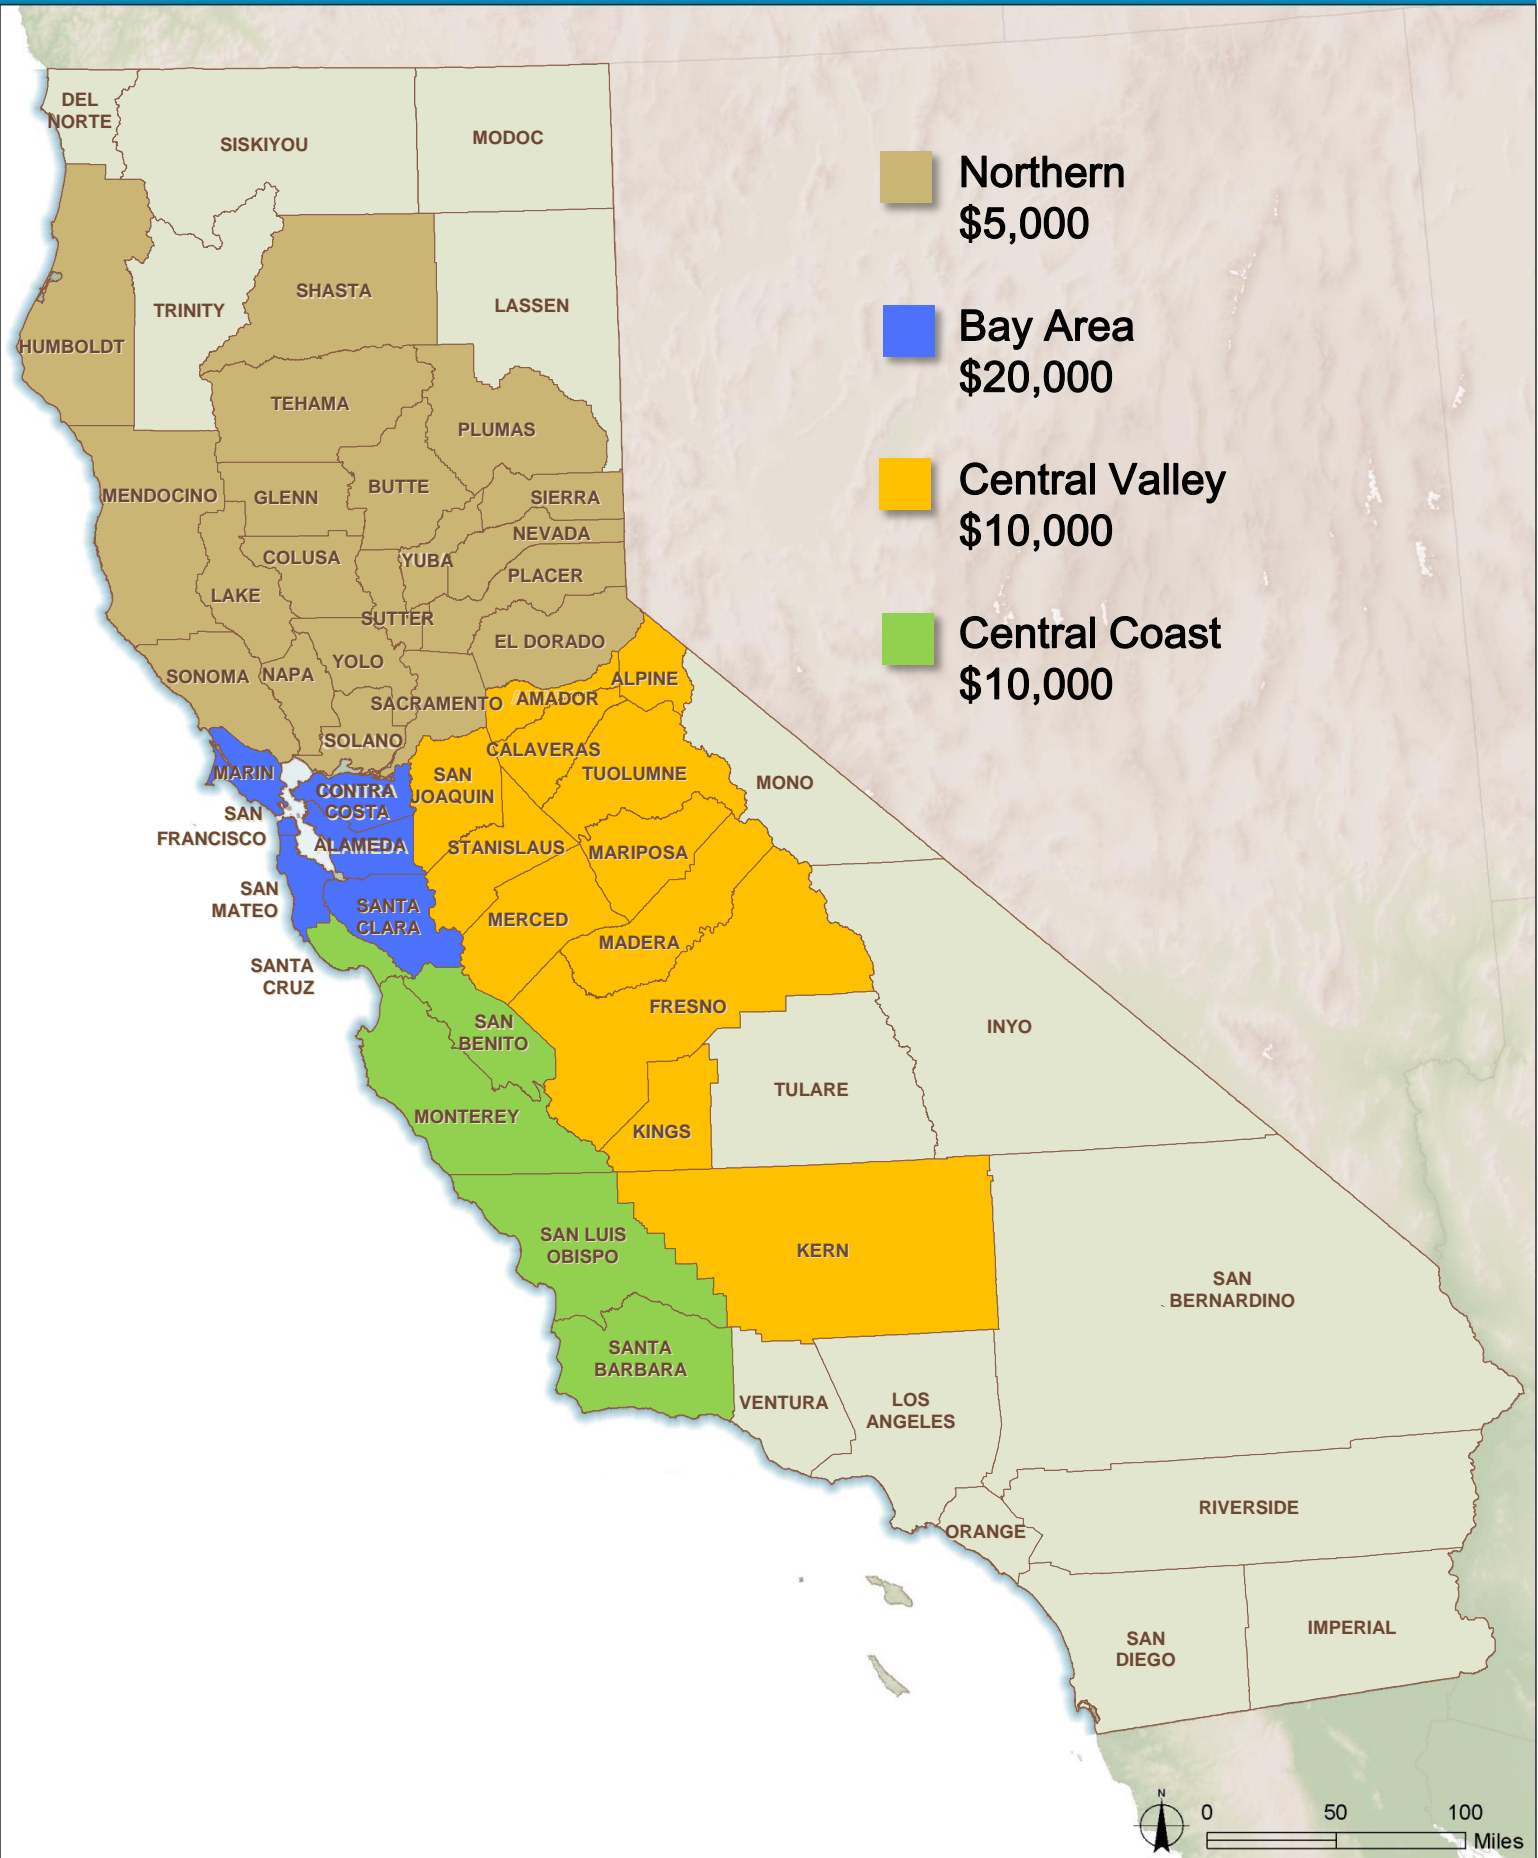 DEL
NORTE
SISKIYOU
MODOC
Northern
$5,000
SHASTA
TRINITY
LASSEN
HUMBOLDT
Bay Area
$20,000
TEHAMA
PLUMAS
Central Valley
$10,000
MENDOCINO
GLENN
BUTTE
SIERRA
NEVADA
COLUSA
YUBA
PLACER
LAKE
SUTTER
Central Coast
$10,000
EL DORADO
YOLO
SONOMA
NAPA
ALPINE
SACRAMENTO
AMADOR
SOLANO
CALAVERAS
MARIN
SAN
JOAQUIN
TUOLUMNE
MONO
CONTRA
COSTA
SAN
FRANCISCO
ALAMEDA
STANISLAUS
MARIPOSA
SAN
MATEO
SANTA
CLARA
MERCED
MADERA
SANTA
CRUZ
FRESNO
SAN
BENITO
INYO
TULARE
MONTEREY
KINGS
SAN LUIS
OBISPO
KERN
SAN
BERNARDINO
SANTA
BARBARA
VENTURA
LOS
ANGELES
RIVERSIDE
ORANGE
IMPERIAL
SAN
DIEGO
N
0 50 100
Miles